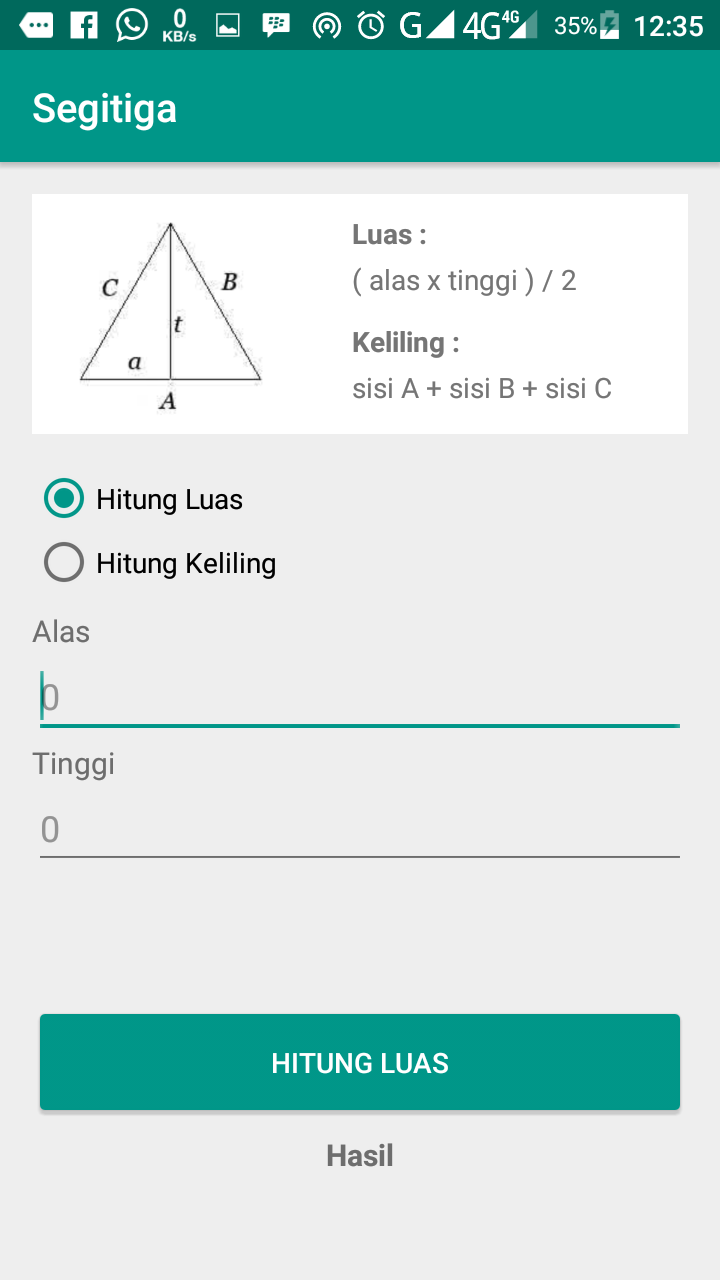 0 KB/s G 4G 4G 35% 12:35
Segitiga
C B
t
a
A
Luas :
( alas x tinggi ) / 2
Keliling :
sisi A + sisi B + sisi C
Hitung Luas
Hitung Keliling
Alas
0
Tinggi
0
HITUNG LUAS
Hasil